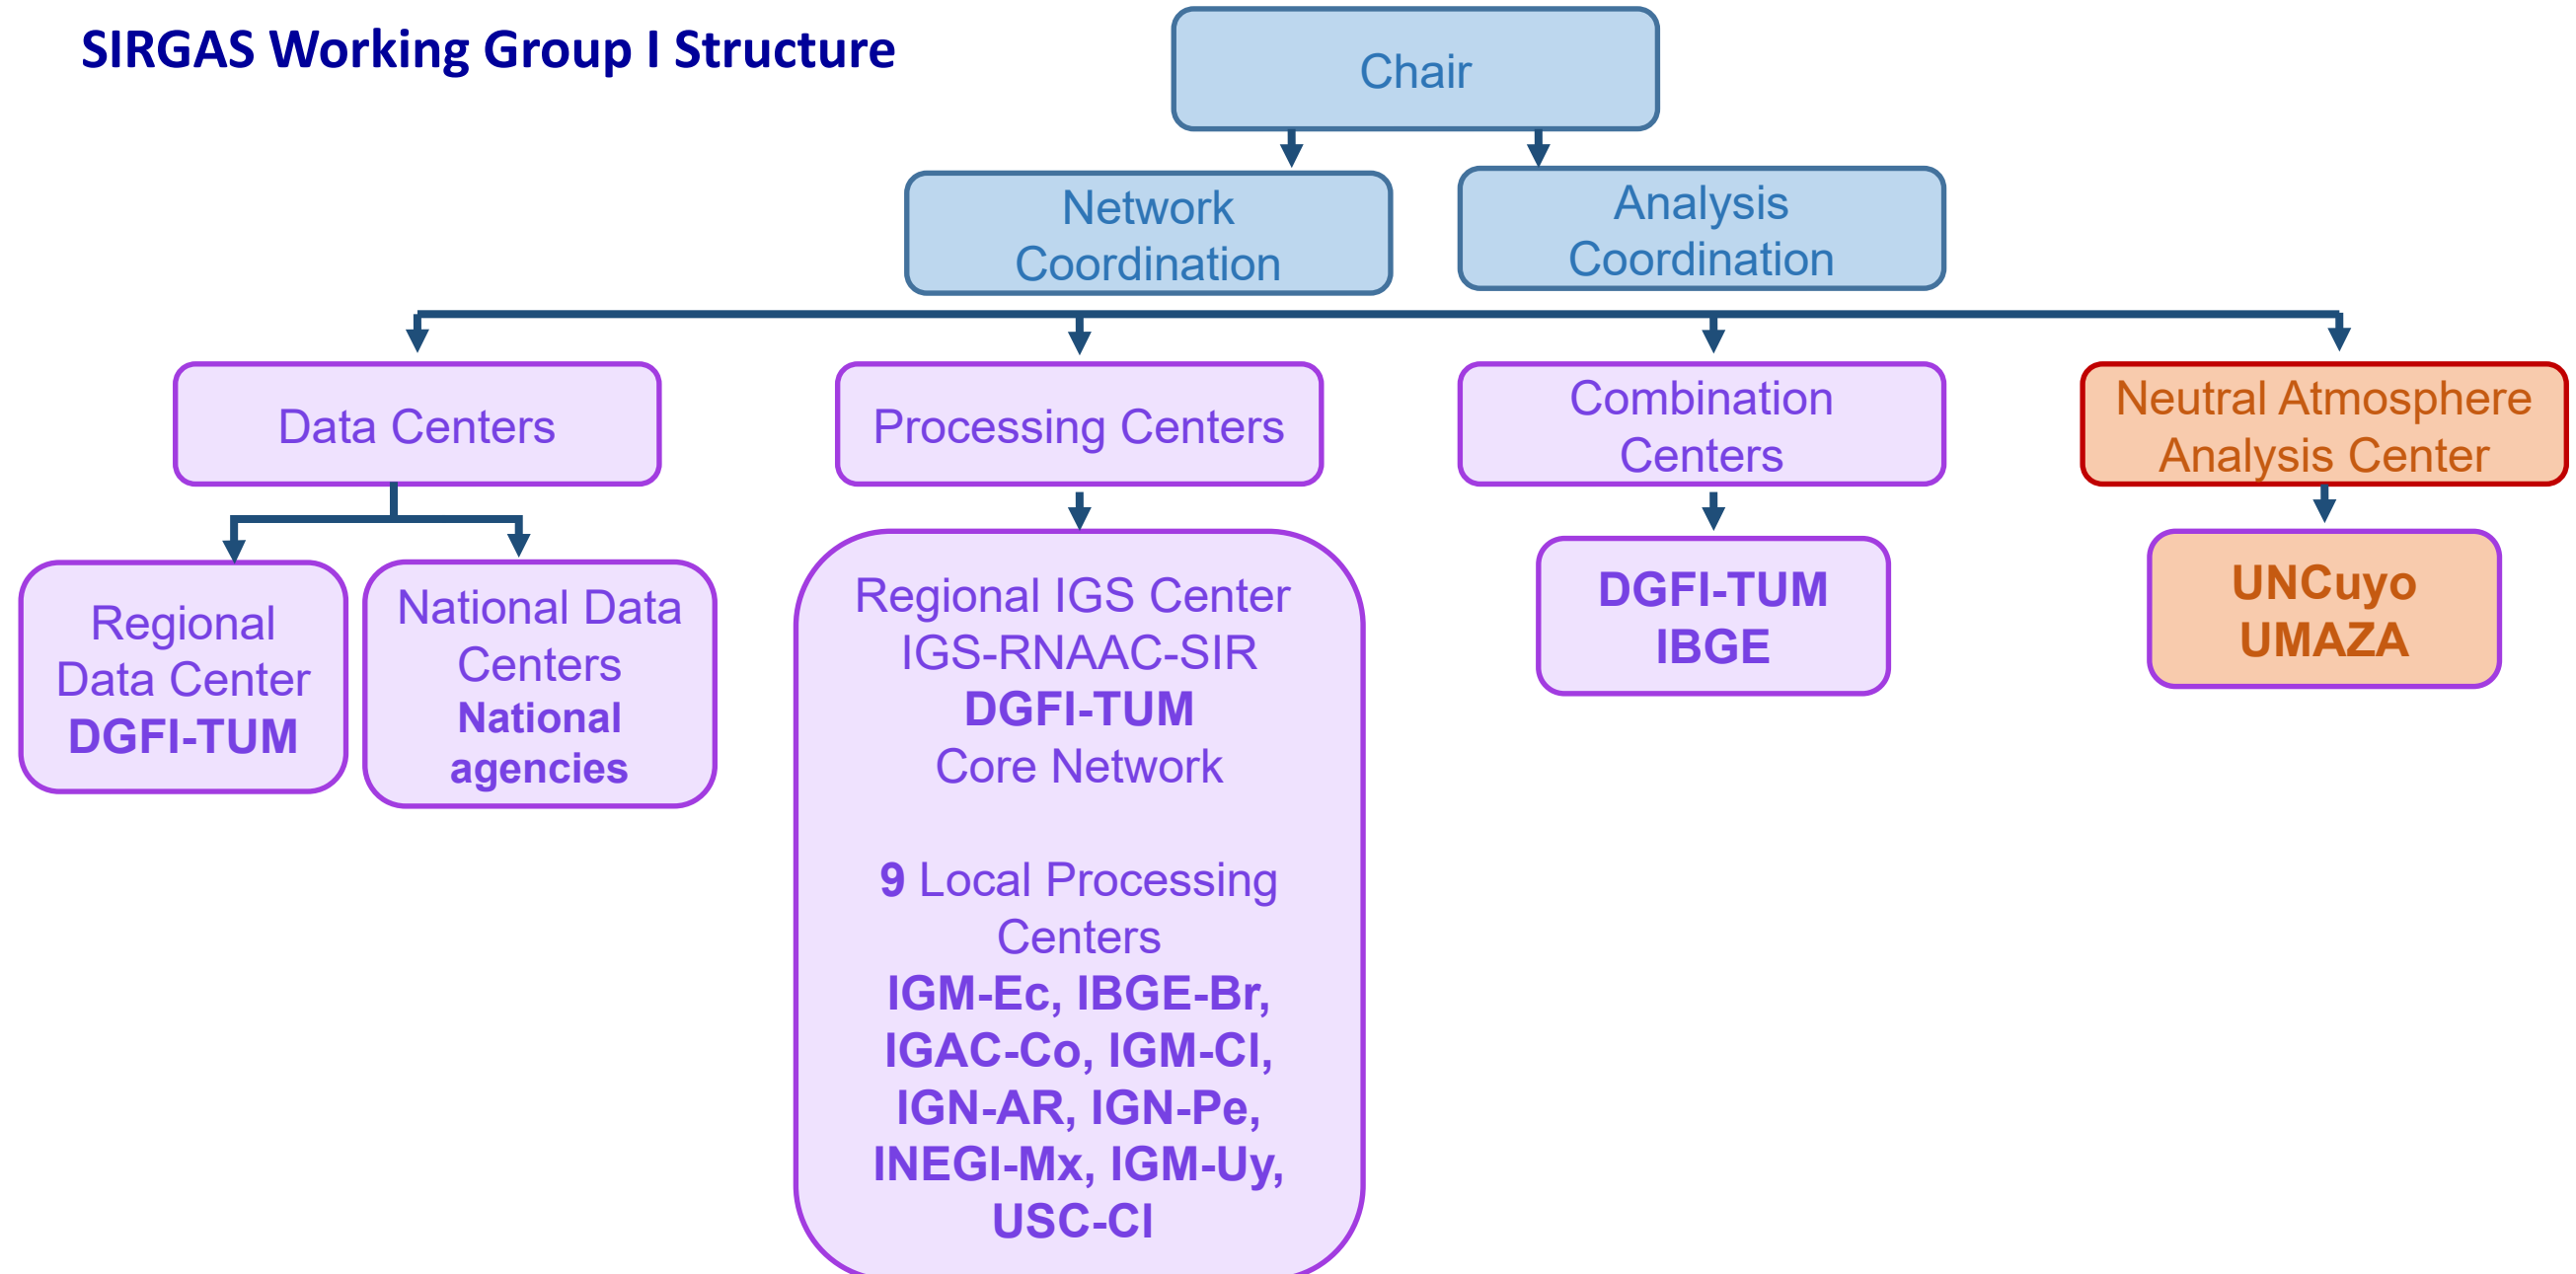 SIRGAS Working Group I Structure
Chair
Network
Coordination
Analysis
Coordination
Data Centers
Processing Centers
Combination
Centers
Neutral Atmosphere
Analysis Center
Regional
Data Center
DGFI-TUM
National Data
Centers
National
agencies
Regional IGS Center
IGS-RNAAC-SIR
DGFI-TUM
Core Network
9 Local Processing
Centers
IGM-Ec, IBGE-Br,
IGAC-Co, IGM-Cl,
IGN-AR, IGN-Pe,
INEGI-Mx, IGM-Uy,
USC-Cl
DGFI-TUM
IBGE
UNCuyo
UMAZA